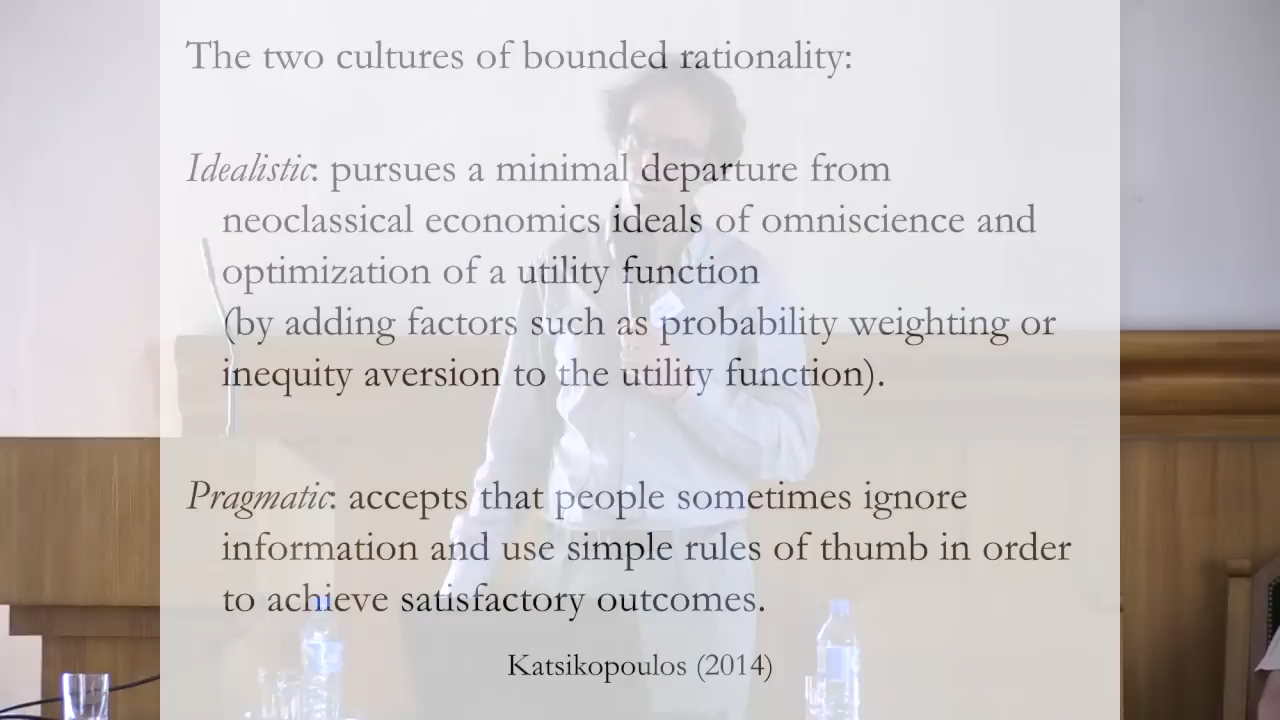 The two cultures of bounded rationality:
Idealistic: pursues a minimal departure from
neoclassical economics ideals of omniscience and
optimization of a utility function
(by adding factors such as probability weighting or
inequity aversion to the utility function).
Pragmatic: accepts that people sometimes ignore
information and use simple rules of thumb in order
to achieve satisfactory outcomes.
Katsikopoulos (2014)